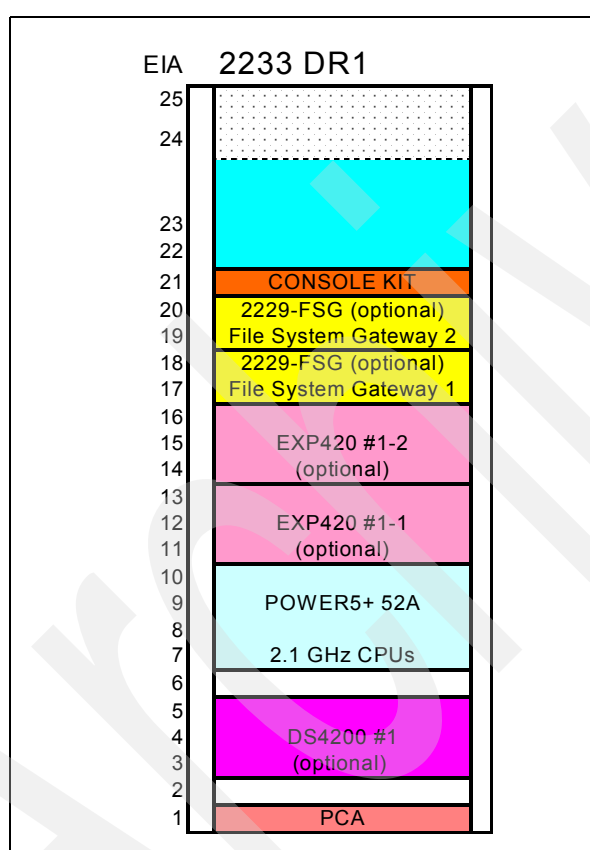 EIA 2233 DR1
25
24
23
22
21 CONSOLE KIT
20 2229-FSG (optional)
19 File System Gateway 2
18 2229-FSG (optional)
17 File System Gateway 1
16
15 EXP420 #1-2
14 (optional)
13
12 EXP420 #1-1
11 (optional)
10
9 POWER5+ 52A
8
7 2.1 GHz CPUs
6
5
4 DS4200 #1
3 (optional)
2
1 PCA